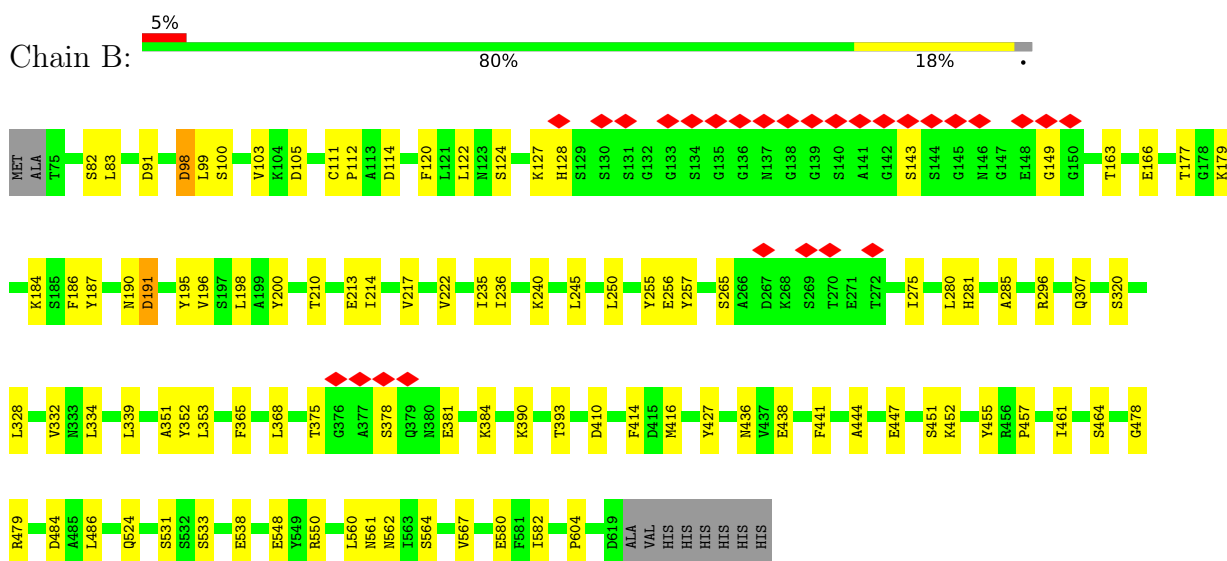 5%
Chain B:
80% 18% •
MET ALA T75 S82 L83 D91 D98 L99 S100 V103 K104 D105 C111 P112 A113 D114 F120 L121 L122 N123 S124 K127 H128 S129 S130 S131 G132 G133 S134 G135 G136 N137 G138 G139 S140 A141 G142 S143 S144 G145 N146 G147 E148 G149 G150 T163 E166 T177 G178 K179
K184 S185 F186 Y187 N190 D191 Y195 V196 S197 L198 A199 Y200 T210 E213 I214 V217 V222 I235 I236 K240 L245 L250 Y255 E256 Y257 S265 A266 D267 K268 S269 T270 E271 T272 I275 L280 H281 A285 R296 Q307 S320
L328 V332 N333 L334 L339 A351 Y352 L353 F365 L368 T375 G376 A377 S378 Q379 N380 E381 K384 K390 T393 D410 F414 D415 M416 Y427 N436 V437 E438 F441 A444 E447 S451 K452 Y455 R456 P457 I461 S464 G478
R479 D484 A485 L486 Q524 S531 S532 S533 E538 E548 Y549 R550 L560 N561 N562 I563 S564 V567 E580 F581 I582 P604 D619 ALA VAL HIS HIS HIS HIS HIS HIS